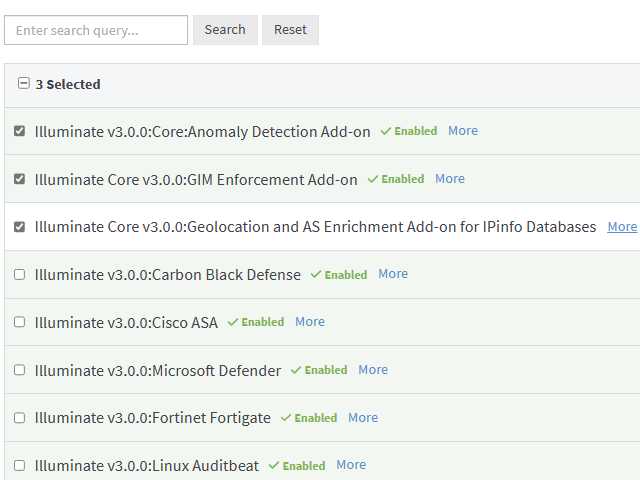 Enter search query...
Search
Reset
3 Selected
Illuminate v3.0.0:Core:Anomaly Detection Add-on Enabled More
Illuminate Core v3.0.0:GIM Enforcement Add-on Enabled More
Illuminate Core v3.0.0:Geolocation and AS Enrichment Add-on for IPinfo Databases More
Illuminate v3.0.0:Carbon Black Defense Enabled More
Illuminate v3.0.0:Cisco ASA Enabled More
Illuminate v3.0.0:Microsoft Defender Enabled More
Illuminate v3.0.0:Fortinet Fortigate Enabled More
Illuminate v3.0.0:Linux Auditbeat Enabled More